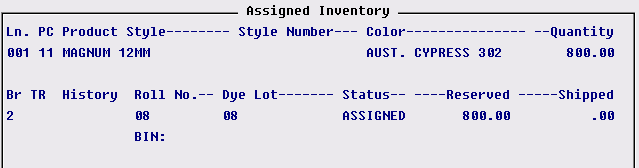 Assigned Inventory
Ln. PC Product Style-------- Style Number--- Color--------------- --Quantity
001 11 MAGNUM 12MM AUST. CYPRESS 302 800.00
Br TR History Roll No.-- Dye Lot------- Status-- ----Reserved -----Shipped
2 08 08 ASSIGNED 800.00 .00
BIN: